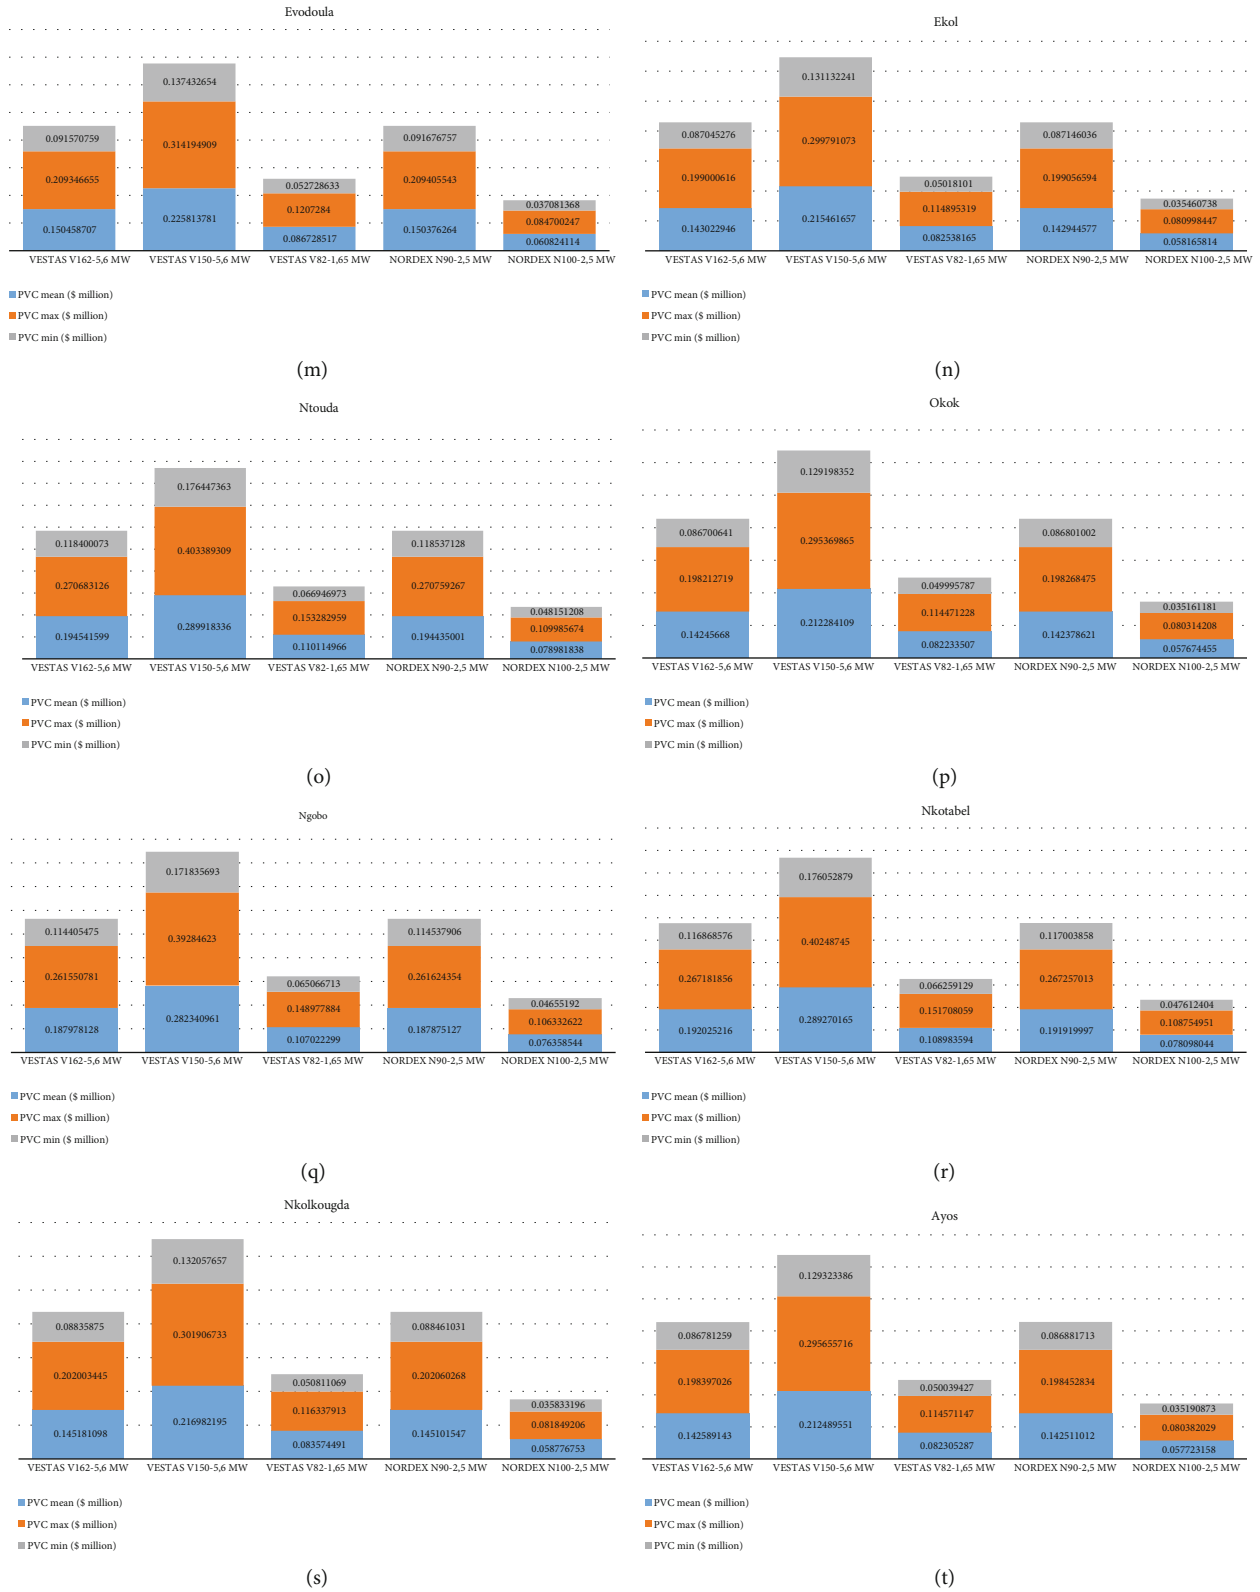 Evodoula
0.137432654
0.091570759
0.091676757
0.314194909
0.052728633
0.209346655
0.209405543
0.037081368
0.1207284
0.225813781
0.084700247
0.150458707
0.150376264
0.086728517
0.060824114
VESTAS V162-5,6 MW VESTAS V150-5,6 MW VESTAS V82-1,65 MW NORDEX N90-2,5 MW NORDEX N100-2,5 MW
PVC mean ($ million)
PVC max ($ million)
PVC min ($ million)
(m)
Ekol
0.131132241
0.087045276
0.087146036
0.299791073
0.05018101
0.199000616
0.199056594
0.035460738
0.114895319
0.215461657
0.080998447
0.143022946
0.142944577
0.082538165
0.058165814
VESTAS V162-5,6 MW VESTAS V150-5,6 MW VESTAS V82-1,65 MW NORDEX N90-2,5 MW NORDEX N100-2,5 MW
PVC mean ($ million)
PVC max ($ million)
PVC min ($ million)
(n)
Ntouda
0.176447363
0.118400073
0.118537128
0.403389309
0.066946973
0.270683126
0.270759267
0.048151208
0.153282959
0.289918336
0.109985674
0.194541599
0.194435001
0.110114966
0.078981838
VESTAS V162-5,6 MW VESTAS V150-5,6 MW VESTAS V82-1,65 MW NORDEX N90-2,5 MW NORDEX N100-2,5 MW
PVC mean ($ million)
PVC max ($ million)
PVC min ($ million)
(o)
Okok
0.129198352
0.086700641
0.086801002
0.295369865
0.049995787
0.198212719
0.198268475
0.035161181
0.114471228
0.212284109
0.080314208
0.14245668
0.142378621
0.082233507
0.057674455
VESTAS V162-5,6 MW VESTAS V150-5,6 MW VESTAS V82-1,65 MW NORDEX N90-2,5 MW NORDEX N100-2,5 MW
PVC mean ($ million)
PVC max ($ million)
PVC min ($ million)
(p)
Ngobo
0.171835693
0.114405475
0.114537906
0.39284623
0.065066713
0.261550781
0.261624354
0.04655192
0.148977884
0.282340961
0.106332622
0.187978128
0.187875127
0.107022299
0.076358544
VESTAS V162-5,6 MW VESTAS V150-5,6 MW VESTAS V82-1,65 MW NORDEX N90-2,5 MW NORDEX N100-2,5 MW
PVC mean ($ million)
PVC max ($ million)
PVC min ($ million)
(q)
Nkotabel
0.176052879
0.116868576
0.117003858
0.40248745
0.066259129
0.267181856
0.267257013
0.047612404
0.151708059
0.289270165
0.108754951
0.192025216
0.191919997
0.108983594
0.078098044
VESTAS V162-5,6 MW VESTAS V150-5,6 MW VESTAS V82-1,65 MW NORDEX N90-2,5 MW NORDEX N100-2,5 MW
PVC mean ($ million)
PVC max ($ million)
PVC min ($ million)
(r)
Nkolkougda
0.132057657
0.08835875
0.088461031
0.301906733
0.050811069
0.202003445
0.202060268
0.035833196
0.116337913
0.216982195
0.081849206
0.145181098
0.145101547
0.083574491
0.058776753
VESTAS V162-5,6 MW VESTAS V150-5,6 MW VESTAS V82-1,65 MW NORDEX N90-2,5 MW NORDEX N100-2,5 MW
PVC mean ($ million)
PVC max ($ million)
PVC min ($ million)
(s)
Ayos
0.129323386
0.086781259
0.086881713
0.295655716
0.050039427
0.198397026
0.198452834
0.035190873
0.114571147
0.212489551
0.080382029
0.142589143
0.142511012
0.082305287
0.057723158
VESTAS V162-5,6 MW VESTAS V150-5,6 MW VESTAS V82-1,65 MW NORDEX N90-2,5 MW NORDEX N100-2,5 MW
PVC mean ($ million)
PVC max ($ million)
PVC min ($ million)
(t)